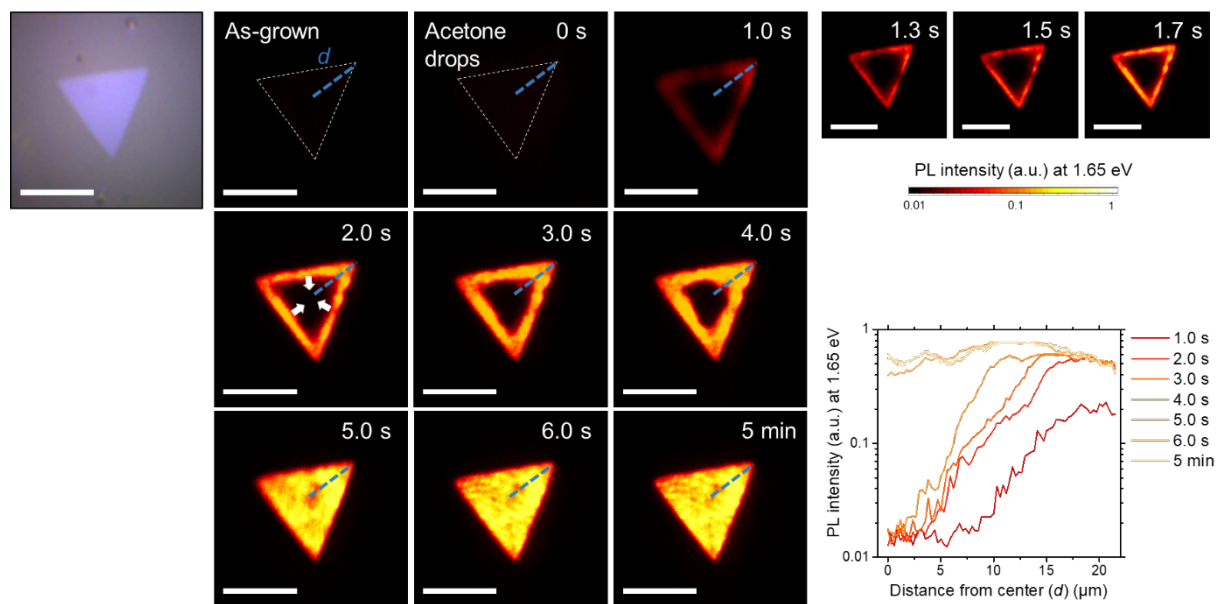 As-grown
d
Acetone
drops
0 s
1.0 s
1.3 s
1.5 s
1.7 s
PL intensity (a.u.) at 1.65 eV
0.01
0.1
1
2.0 s
3.0 s
4.0 s
5.0 s
6.0 s
5 min
PL intensity (a.u.) at 1.65 eV
1
0.1
0.01
0
5
10
15
20
Distance from center (d) (μm)
1.0 s
2.0 s
3.0 s
4.0 s
5.0 s
6.0 s
5 min